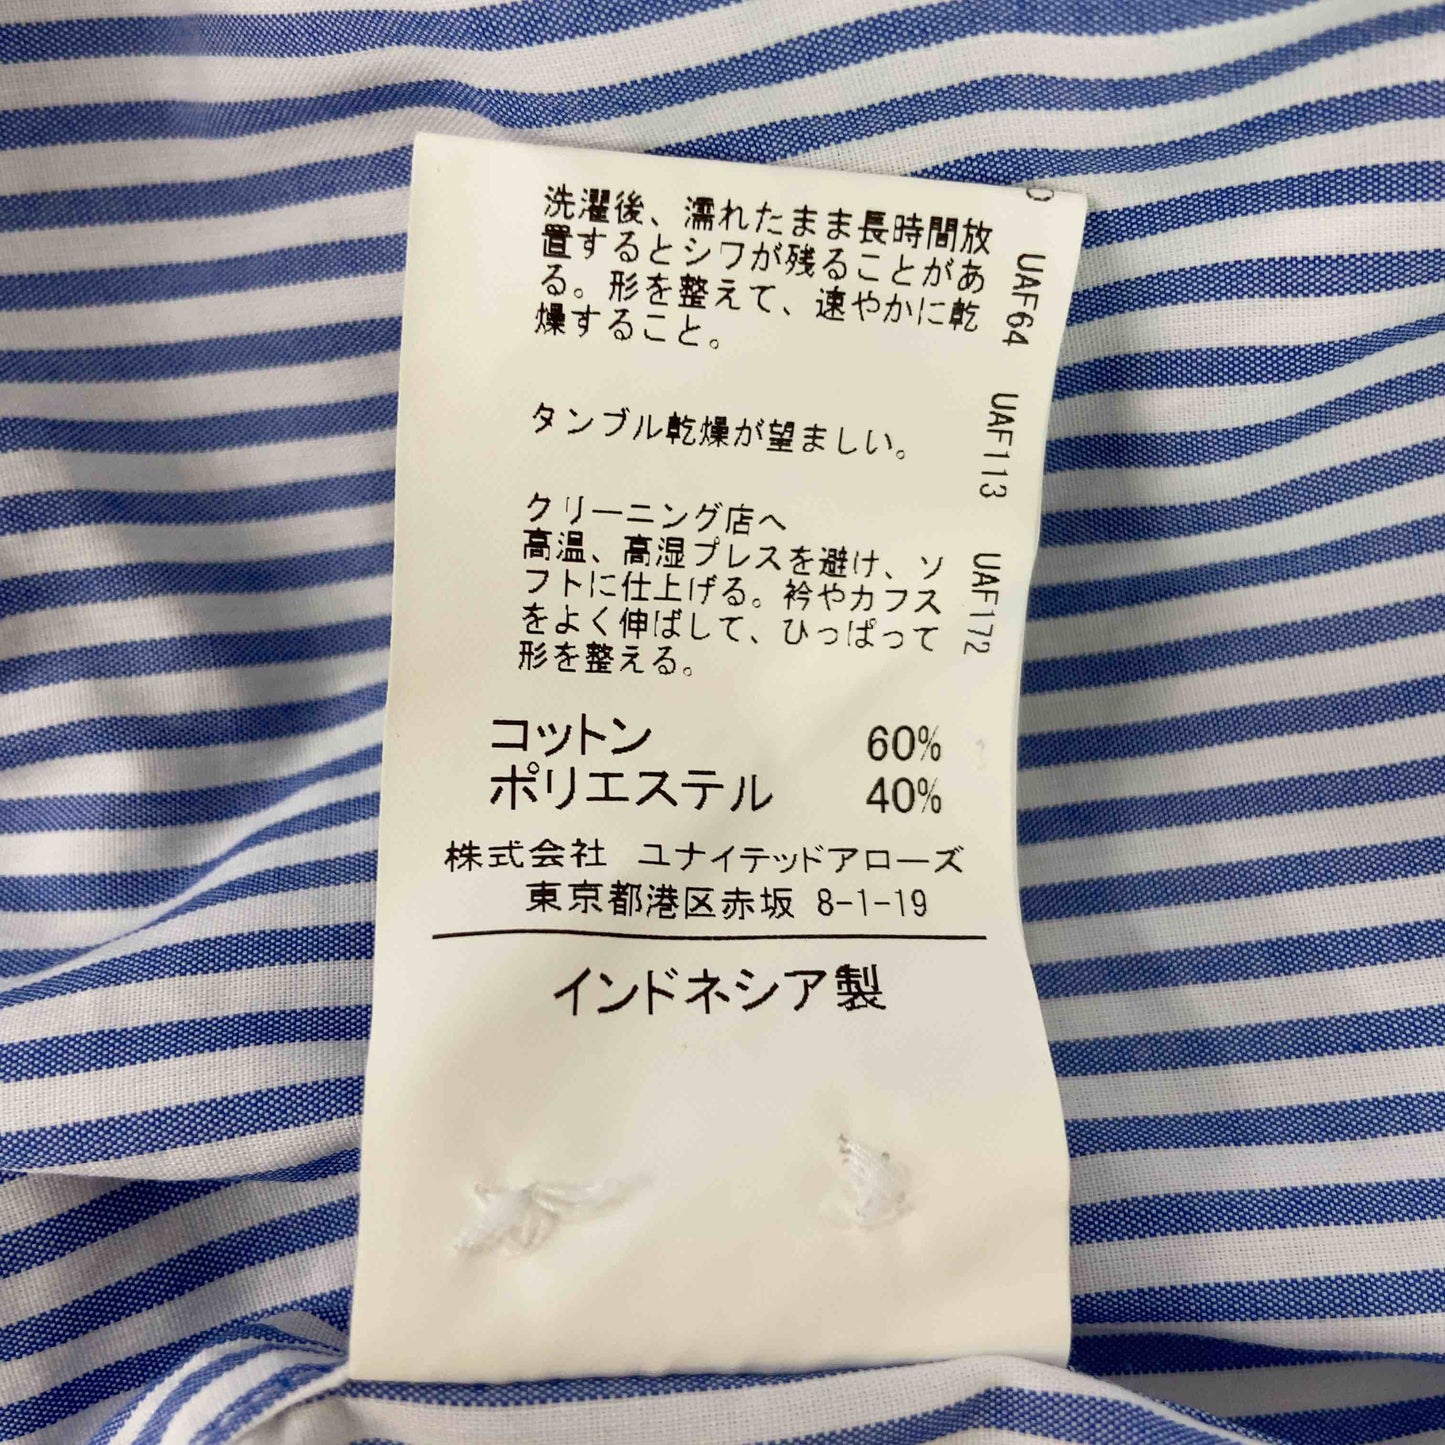 洗濯後、濡れたまま長時間放
置するとシワが残ることがあ
る。形を整えて、速やかに乾
燥すること。
タンブル乾燥が望ましい。
クリーニング店へ
高温、高湿プレスを避け、ソ
フトに仕上げる。衿やカフス
をよく伸ばして、ひっぱって
形を整える。
コットン 60%
ポリエステル 40%
株式会社 ユナイテッドアローズ
東京都港区赤坂 8-1-19
インドネシア製
D UAF64 UAF113 UAF172